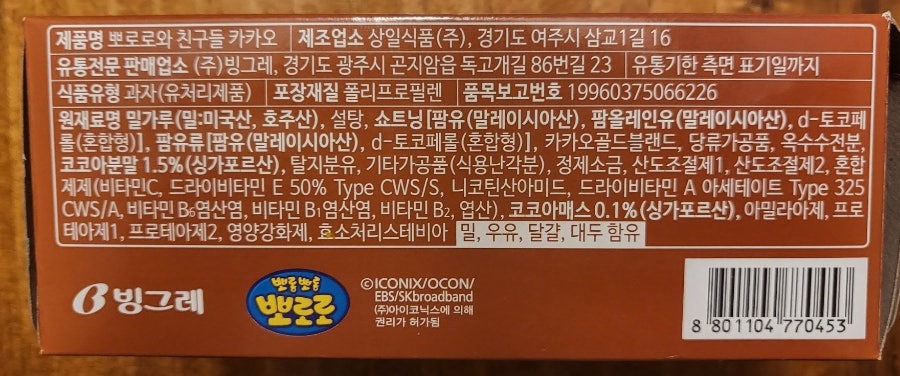 제품명 뽀로로와 친구들 카카오 제조업소 상일식품(주), 경기도 여주시 삼교1길 16
유통전문 판매업소 (주)빙그레, 경기도 광주시 곤지암읍 독고개길 86번길 23 유통기한 측면 표기일까지
식품유형 과자(유처리제품) 포장재질 폴리프로필렌 품목보고번호 19960375066226
원재료명 밀가루(밀:미국산, 호주산), 설탕, 쇼트닝[팜유(말레이시아산), 팜올레인유(말레이시아산), d-토코페
롤(혼합형)], 팜유류[팜유(말레이시아산), d-토코페롤(혼합형)], 카카오골드블랜드, 당류가공품, 옥수수전분,
코코아분말 1.5%(싱가포르산), 탈지분유, 기타가공품(식용난각분), 정제소금, 산도조절제1, 산도조절제2, 혼합
제제(비타민C, 드라이비타민 E 50% Type CWS/S, 니코틴산아미드, 드라이비타민 A 아세테이트 Type 325
CWS/A, 비타민 B6염산염, 비타민 B1염산염, 비타민 B2, 엽산), 코코아매스 0.1%(싱가포르산), 아밀라아제, 프로
테아제1, 프로테아제2, 영양강화제, 효소처리스테비아 밀, 우유, 달걀, 대두 함유
빙그레
뽀롱뽀롱
뽀로로
©ICONIX/OCON/
EBS/SKbroadband
(주)아이코닉스에 의해
권리가 허가됨
8 801104 770453